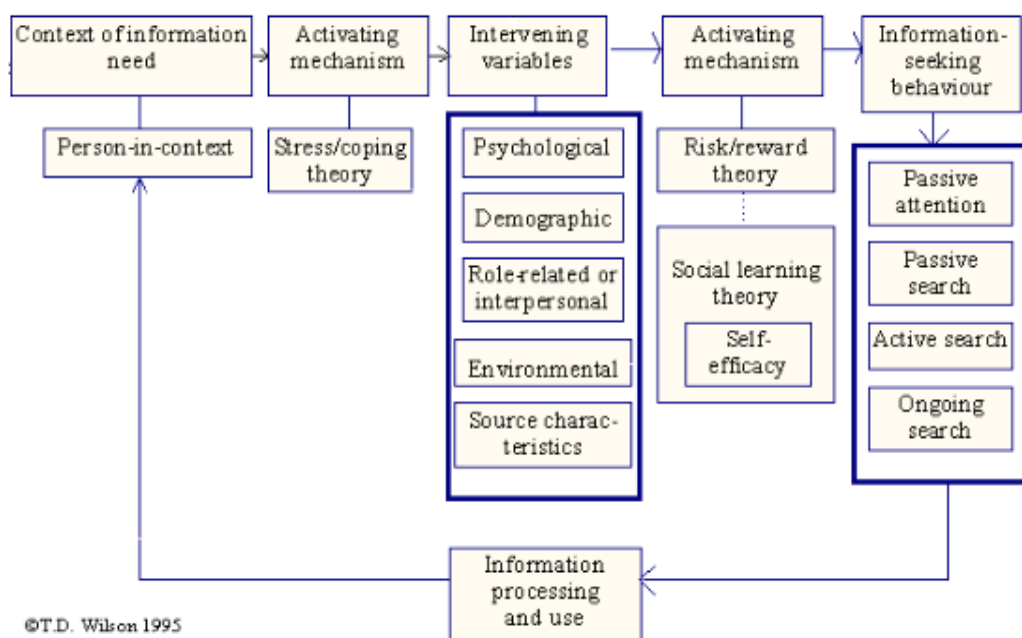 Context of information
need
Activating
mechanism
Intervening
variables
Activating
mechanism
Information-
seeking
behaviour
Person-in-context
Stress/coping
theory
Psychological
Demographic
Role-related or
interpersonal
Environmental
Source charac-
teristics
Risk/reward
theory
Social learning
theory
Self-
efficacy
Passive
attention
Passive
search
Active search
Ongoing
search
Information
processing
and use
©T.D. Wilson 1995